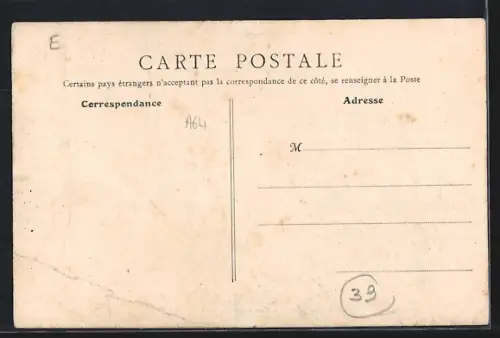 E
CARTE POSTALE
Certains pays étrangers n'acceptant pas la correspondance de ce côté, se renseigner à la Poste
Correspondance
Adresse
A64
M
39